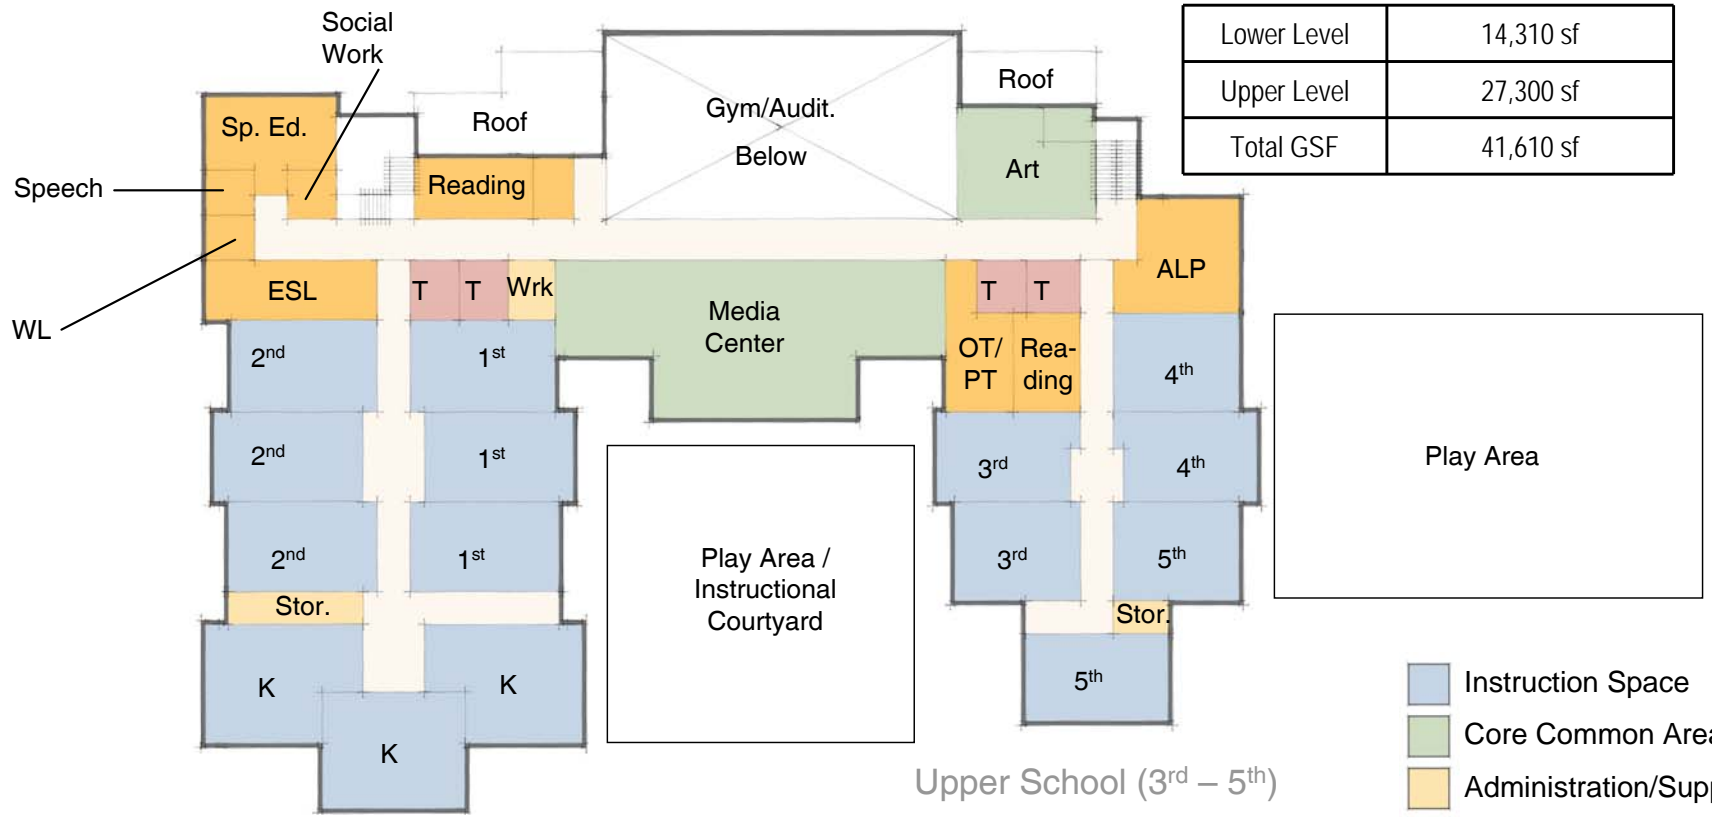 Social
Work
Lower Level 14,310 sf
Upper Level 27,300 sf
Total GSF 41,610 sf
Roof
Roof
Gym/Audit.
Below
Sp. Ed.
Speech
Reading
Art
WL
ESL
T
T
Wrk
Media
Center
T
T
ALP
OT/
PT
Rea-
ding
2nd
1st
4th
2nd
1st
3rd
4th
Play Area
2nd
1st
Play Area /
Instructional
Courtyard
3rd
5th
Stor.
Stor.
K
K
K
5th
Upper School (3rd – 5th)
Instruction Space
Core Common Area
Administration/Supp